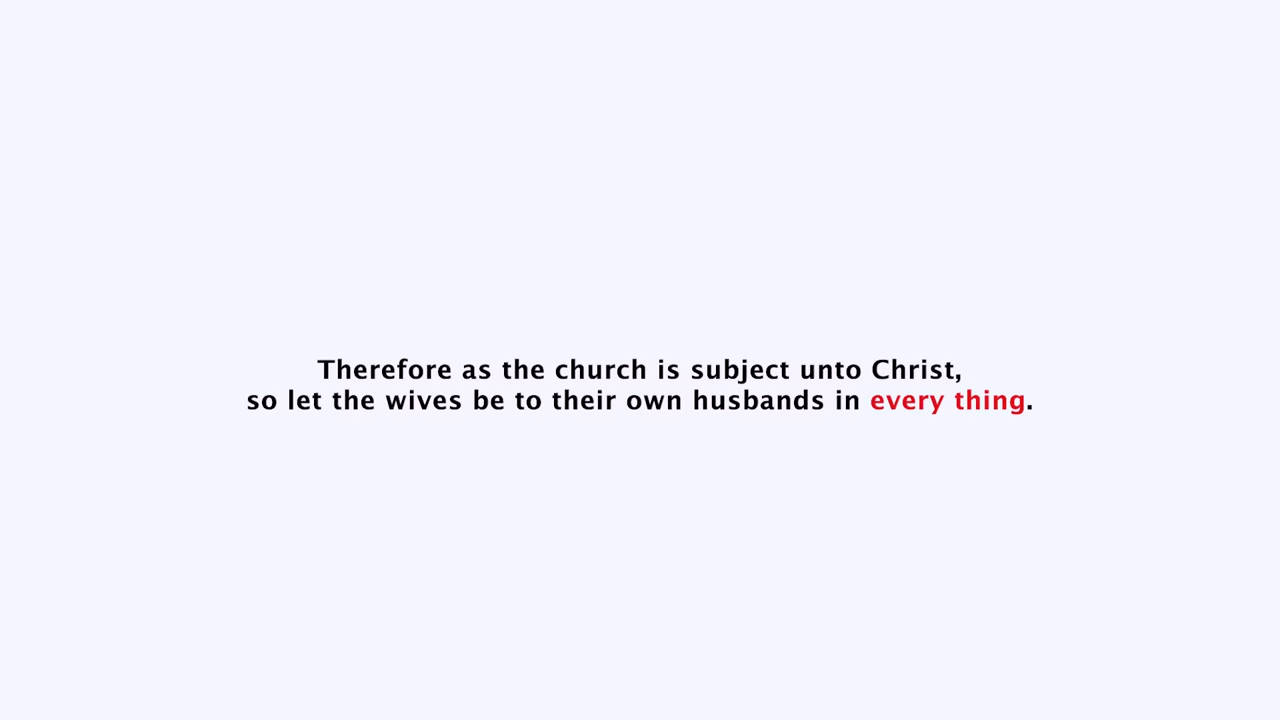 Therefore as the church is subject unto Christ,
so let the wives be to their own husbands in every thing.